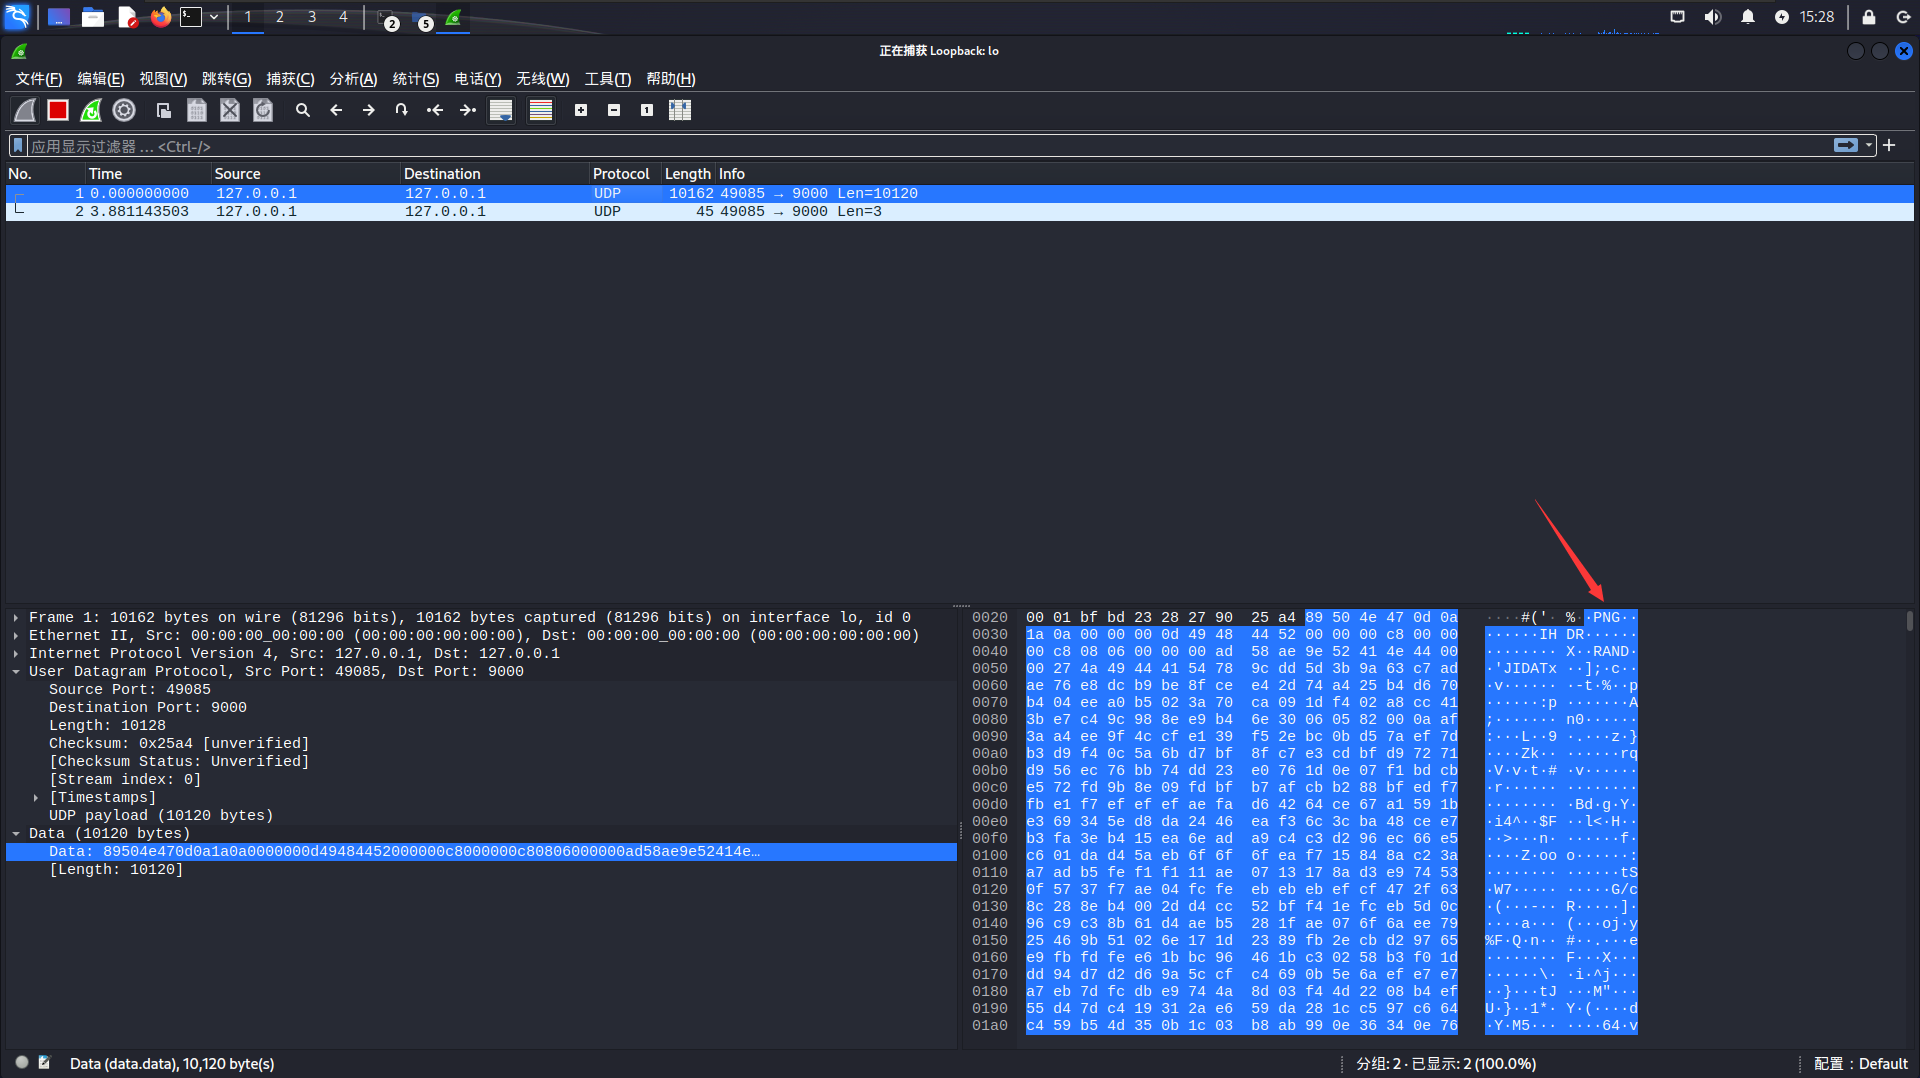 1 2 3 4 2 5 15:28
正在捕获 Loopback: lo
文件(F) 编辑(E) 视图(V) 跳转(G) 捕获(C) 分析(A) 统计(S) 电话(Y) 无线(W) 工具(T) 帮助(H)
应用显示过滤器 … <Ctrl-/>
No. Time Source Destination Protocol Length Info
1 0.000000000 127.0.0.1 127.0.0.1 UDP 10162 49085 → 9000 Len=10120
2 3.881143503 127.0.0.1 127.0.0.1 UDP 45 49085 → 9000 Len=3
Frame 1: 10162 bytes on wire (81296 bits), 10162 bytes captured (81296 bits) on interface lo, id 0
Ethernet II, Src: 00:00:00_00:00:00 (00:00:00:00:00:00), Dst: 00:00:00_00:00:00 (00:00:00:00:00:00)
Internet Protocol Version 4, Src: 127.0.0.1, Dst: 127.0.0.1
User Datagram Protocol, Src Port: 49085, Dst Port: 9000
Source Port: 49085
Destination Port: 9000
Length: 10128
Checksum: 0x25a4 [unverified]
[Checksum Status: Unverified]
[Stream index: 0]
[Timestamps]
UDP payload (10120 bytes)
Data (10120 bytes)
Data: 89504e470d0a1a0a0000000d49484452000000c8000000c80806000000ad58ae9e52414e…
[Length: 10120]
0020 00 01 bf bd 23 28 27 90 25 a4 89 50 4e 47 0d 0a ····#('· %··PNG··
0030 1a 0a 00 00 00 0d 49 48 44 52 00 00 00 c8 00 00 ······IH DR······
0040 00 c8 08 06 00 00 00 ad 58 ae 9e 52 41 4e 44 00 ········ X··RAND·
0050 00 27 4a 49 44 41 54 78 9c dd 5d 3b 9a 63 c7 ad ·'JIDATx ··];·c··
0060 ae 76 e8 dc b9 be 8f ce e4 2d 74 a4 25 b4 d6 70 ·v······ ·-t·%··p
0070 b4 04 ee a0 b5 02 3a 70 ca 09 1d f4 02 a8 cc 41 ······:p ·······A
0080 3b e7 c4 9c 98 8e e9 b4 6e 30 06 05 82 00 0a af ;······· n0······
0090 3a a4 ee 9f 4c cf e1 39 f5 2e bc 0b d5 7a ef 7d :···L··9 ·.···z·}
00a0 b3 d9 f4 0c 5a 6b d7 bf 8f c7 e3 cd bf d9 72 71 ····Zk·· ······rq
00b0 d9 56 ec 76 bb 74 dd 23 e0 76 1d 0e 07 f1 bd cb ·V·v·t·# ·v······
00c0 e5 72 fd 9b 8e 09 fd bf b7 af cb b2 88 bf ed f7 ·r······ ········
00d0 fb e1 f7 ef ef ef ae fa d6 42 64 ce 67 a1 59 1b ········ ·Bd·g·Y·
00e0 e3 69 34 5e d8 da 24 46 ea f3 6c 3c ba 48 ce e7 ·i4^··$F ··l<·H··
00f0 b3 fa 3e b4 15 ea 6e ad a9 c4 c3 d2 96 ec 66 e5 ··>···n· ······f·
0100 c6 01 da d4 5a eb 6f 6f 6f ea f7 15 84 8a c2 3a ····Z·oo o······:
0110 a7 ad b5 fe f1 f1 11 ae 07 13 17 8a d3 e9 74 53 ········ ······tS
0120 0f 57 37 f7 ae 04 fc fe eb eb eb ef cf 47 2f 63 ·W7····· ·····G/c
0130 8c 28 8e b4 00 2d d4 cc 52 bf f4 1e fc eb 5d 0c ·(···-·· R·····]·
0140 96 c9 c3 8b 61 d4 ae b5 28 1f ae 07 6f 6a ee 79 ····a··· (···oj·y
0150 25 46 9b 51 02 6e 17 1d 23 89 fb 2e cb d2 97 65 %F·Q·n·· #··.···e
0160 e9 fb fd fe e6 1b bc 96 46 1b c3 02 58 b3 f0 1d ········ F···X···
0170 dd 94 d7 d2 d6 9a 5c cf c4 69 0b 5e 6a ef e7 e7 ······\· ·i·^j···
0180 a7 eb 7d fc db e9 74 4a 8d 03 f4 4d 22 08 b4 ef ··}···tJ ···M"···
0190 55 d4 7d c4 19 31 2a e6 59 da 28 1c c5 97 c6 64 U·}··1*· Y·(····d
01a0 c4 59 b5 4d 35 0b 1c 03 b8 ab 99 0e 36 34 0e 76 ·Y·M5··· ····64·v
Data (data.data), 10,120 byte(s) 分组: 2 · 已显示: 2 (100.0%) 配置：Default